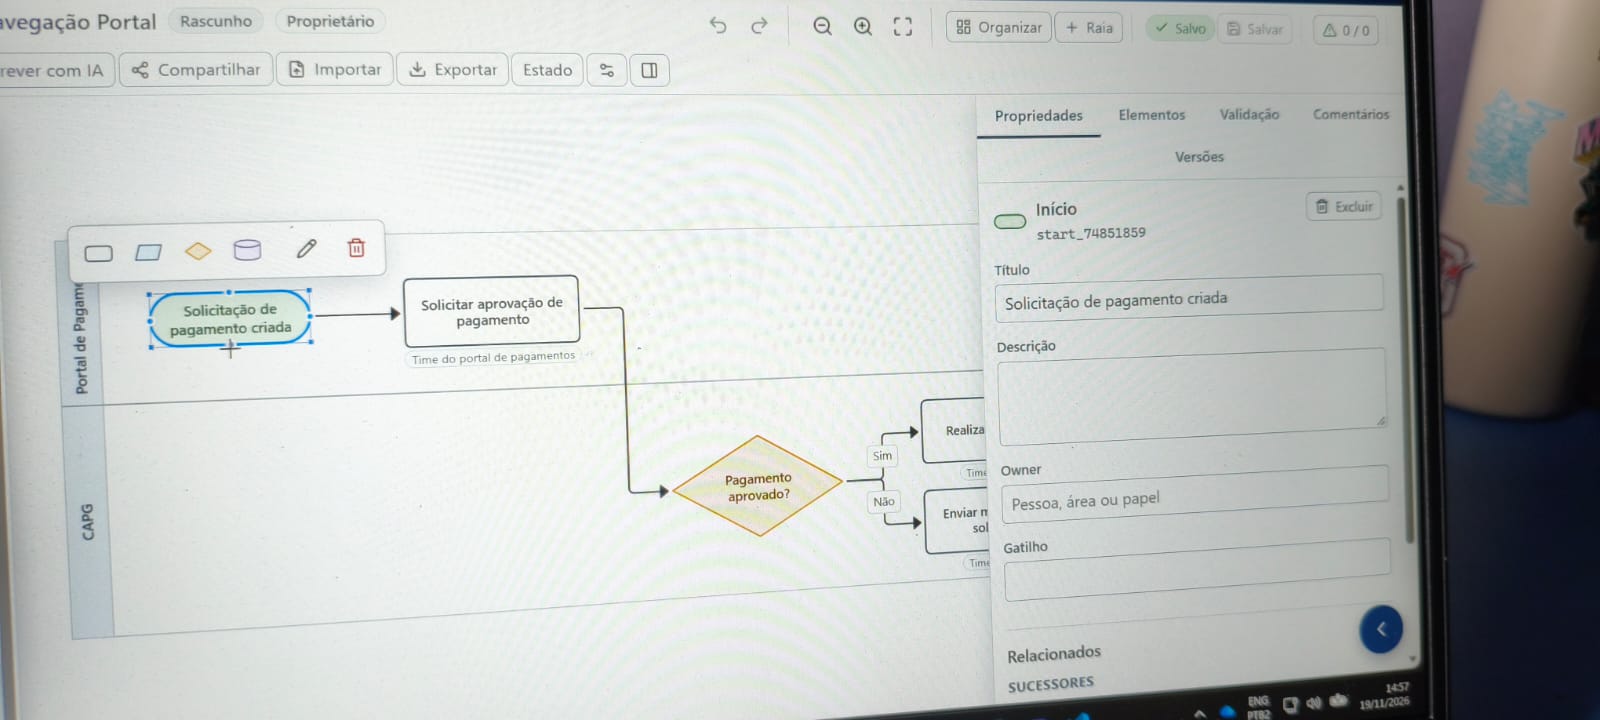 avegação Portal
Rascunho
Proprietário
Organizar
+ Raia
Salvo
Salvar
0 / 0
rever com IA
Compartilhar
Importar
Exportar
Estado
Propriedades
Elementos
Validação
Comentários
Versões
Início
start_74851859
Excluir
Título
Solicitação de pagamento criada
Descrição
Owner
Pessoa, área ou papel
Gatilho
Relacionados
SUCESSORES
Portal de Pagame
Solicitação de
pagamento criada
Solicitar aprovação de
pagamento
Time do portal de pagamentos
CAPG
Pagamento
aprovado?
Sim
Não
Realiza
Time
Enviar n
sol
Time
ENG
PTB2
14:57
19/11/2026